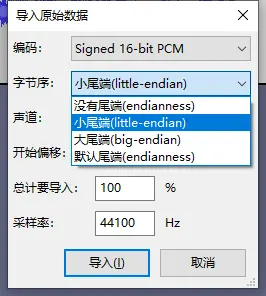 导入原始数据
编码： Signed 16-bit PCM
字节序： 小尾端(little-endian)
没有尾端(endianness)
声道： 小尾端(little-endian)
大尾端(big-endian)
开始偏移： 默认尾端(endianness)
总计要导入： 100 %
采样率： 44100 Hz
导入(I) 取消